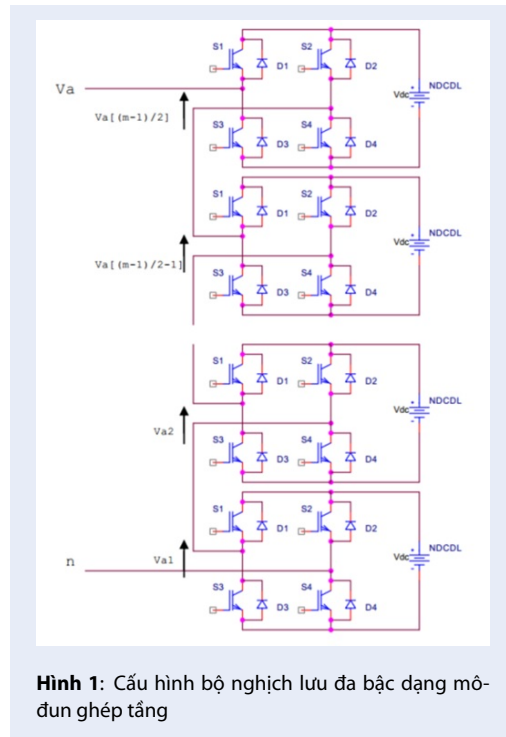 S1 S2
D1 D2
NDCDL
Vdc
+
-
Va
Va[(m-1)/2]
S3 S4
D3 D4
S1 S2
D1 D2
NDCDL
Vdc
+
-
Va[(m-1)/2-1]
S3 S4
D3 D4
S1 S2
D1 D2
NDCDL
Vdc
+
-
Va2
S3 S4
D3 D4
S1 S2
D1 D2
NDCDL
Vdc
+
-
n
Va1
S3 S4
D3 D4
Hình 1: Cấu hình bộ nghịch lưu đa bậc dạng mô-
đun ghép tầng